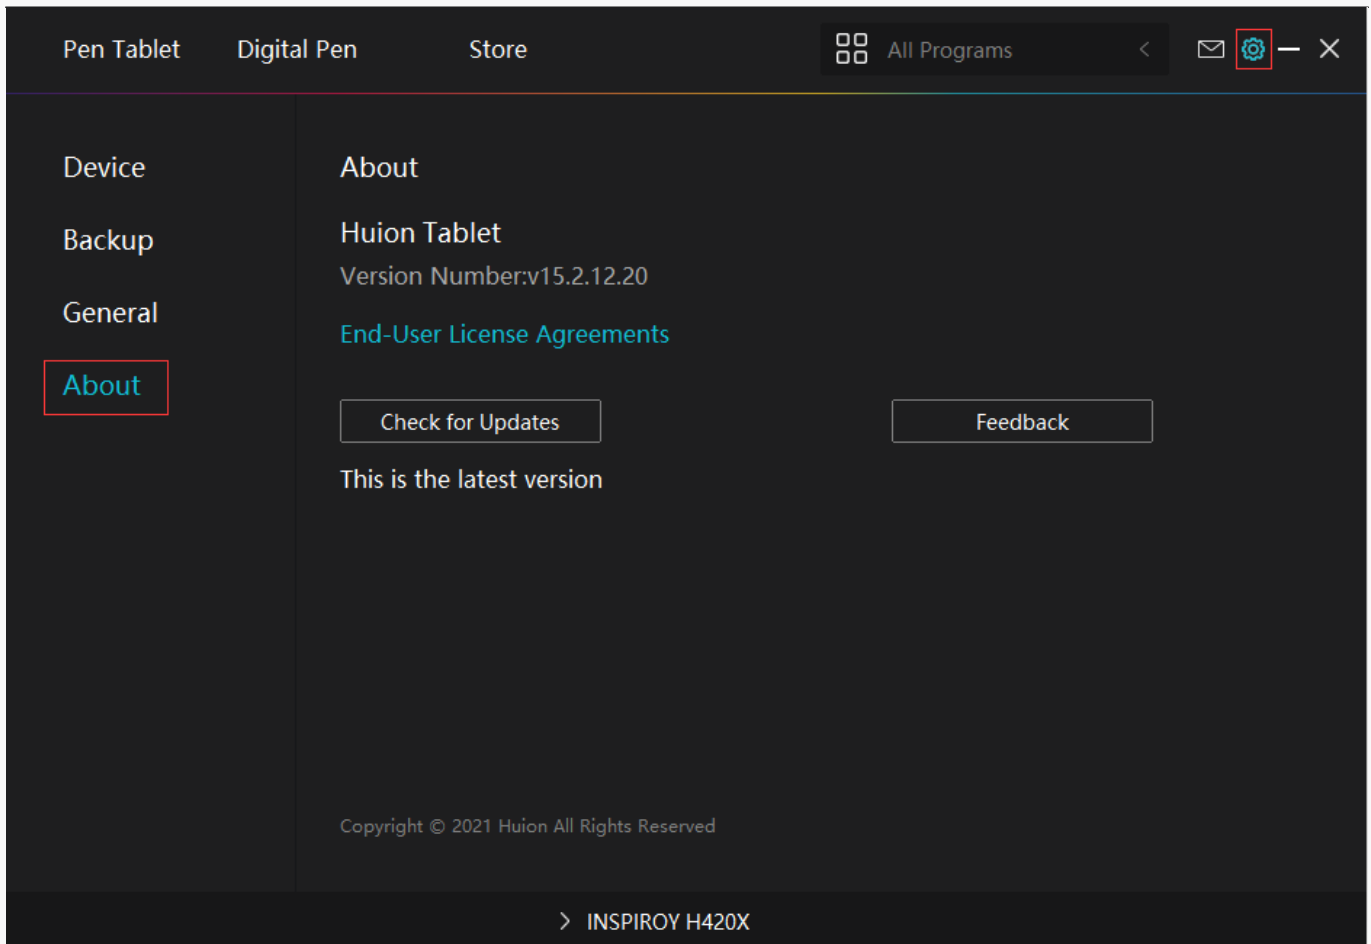 Pen Tablet Digital Pen Store All Programs
Device
Backup
General
About
About
Huion Tablet
Version Number:v15.2.12.20
End-User License Agreements
Check for Updates Feedback
This is the latest version
Copyright © 2021 Huion All Rights Reserved
INSPIROY H420X